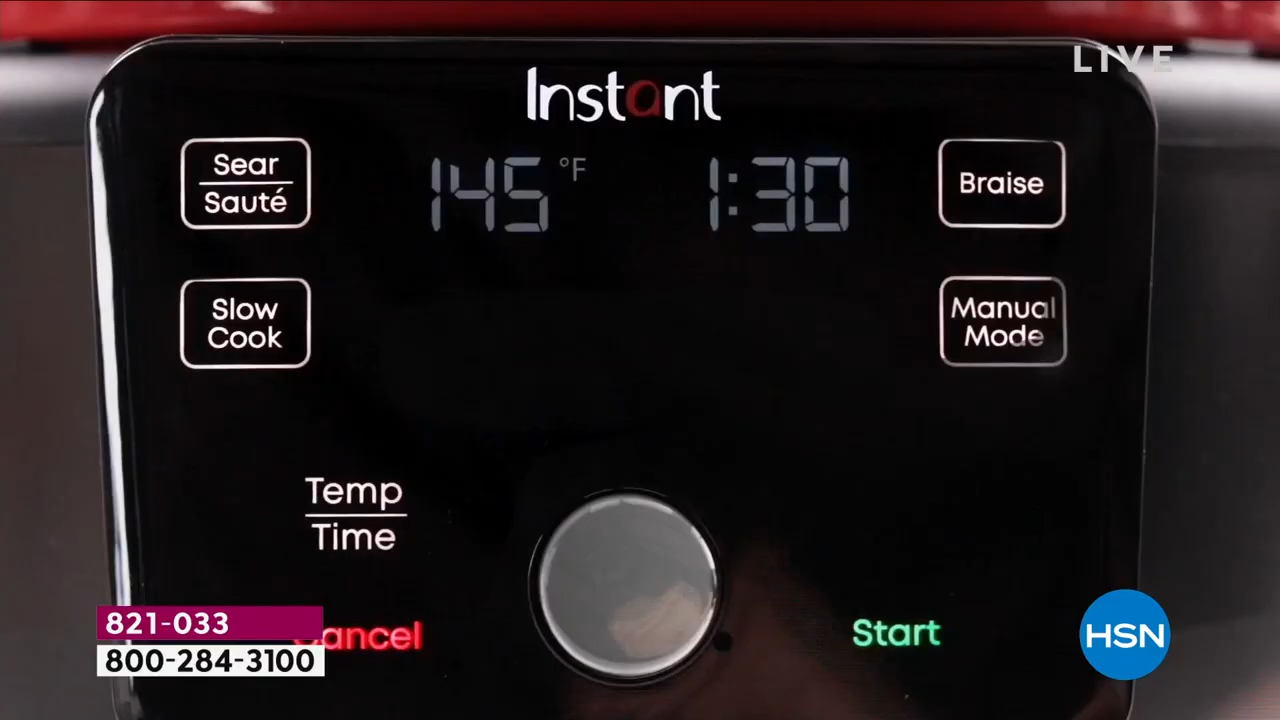 LIVE
Instant
Sear
Sauté
145 °F
1:30
Braise
Slow
Cook
Manual
Mode
Temp
Time
821-033
Cancel
Start
HSN
800-284-3100